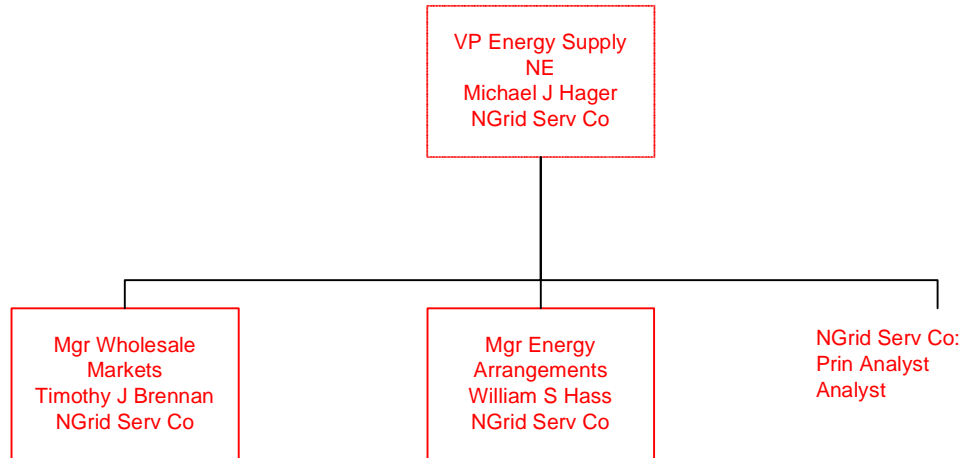 VP Energy Supply
NE
Michael J Hager
NGrid Serv Co
Mgr Wholesale
Markets
Timothy J Brennan
NGrid Serv Co
Mgr Energy
Arrangements
William S Hass
NGrid Serv Co
NGrid Serv Co:
Prin Analyst
Analyst